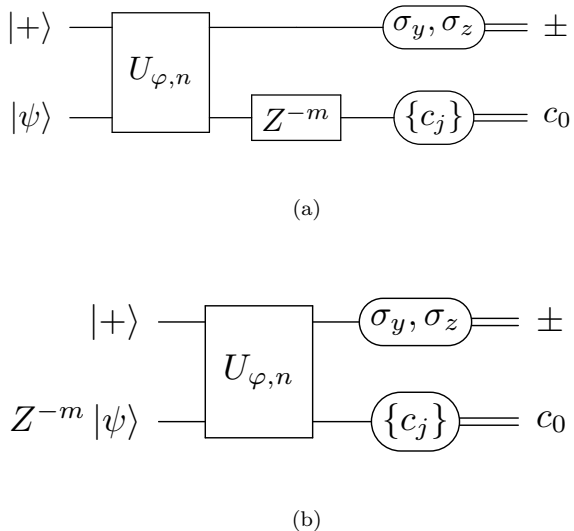 |+⟩ U_{φ,n} σ_y, σ_z ±
|ψ⟩ Z^{−m} {c_j} c_0
(a)
|+⟩ U_{φ,n} σ_y, σ_z ±
Z^{−m} |ψ⟩ {c_j} c_0
(b)